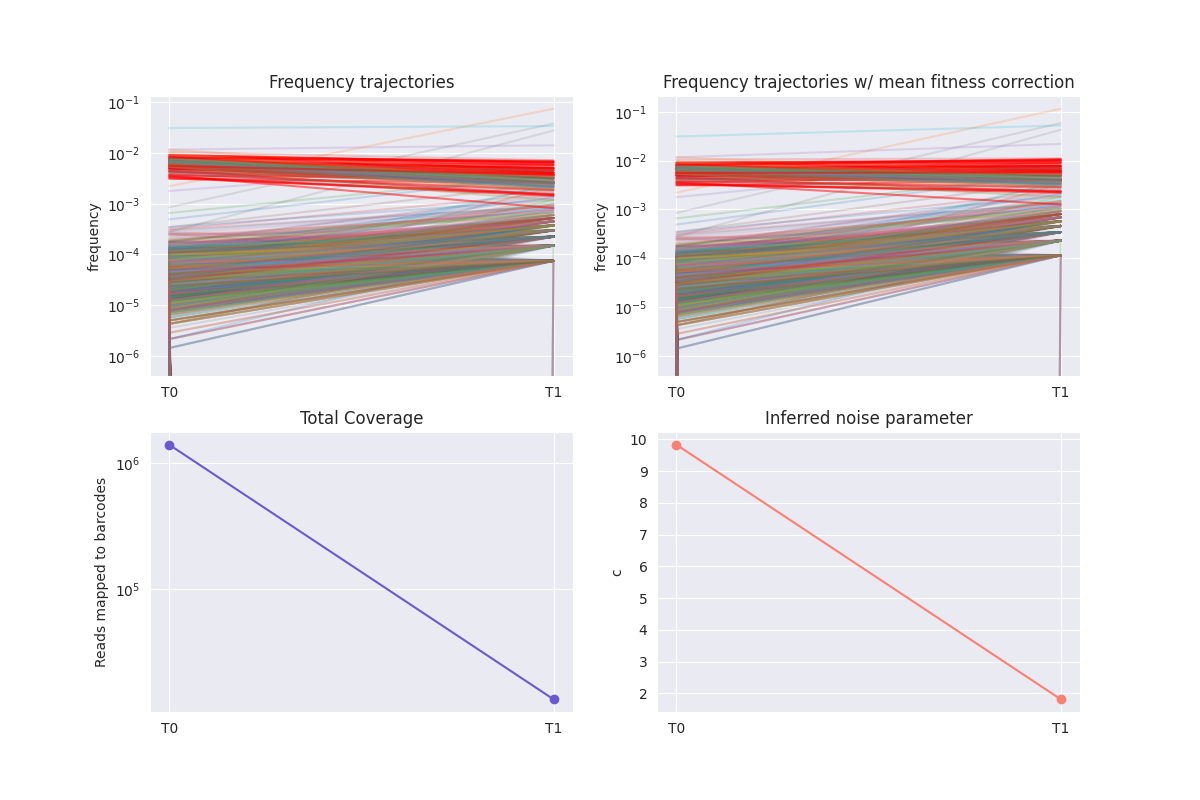 Frequency trajectories
frequency
10⁻¹
10⁻²
10⁻³
10⁻⁴
10⁻⁵
10⁻⁶
T0 T1
Frequency trajectories w/ mean fitness correction
frequency
10⁻¹
10⁻²
10⁻³
10⁻⁴
10⁻⁵
10⁻⁶
T0 T1
Total Coverage
Reads mapped to barcodes
10⁶
10⁵
T0 T1
Inferred noise parameter
c
10
9
8
7
6
5
4
3
2
T0 T1